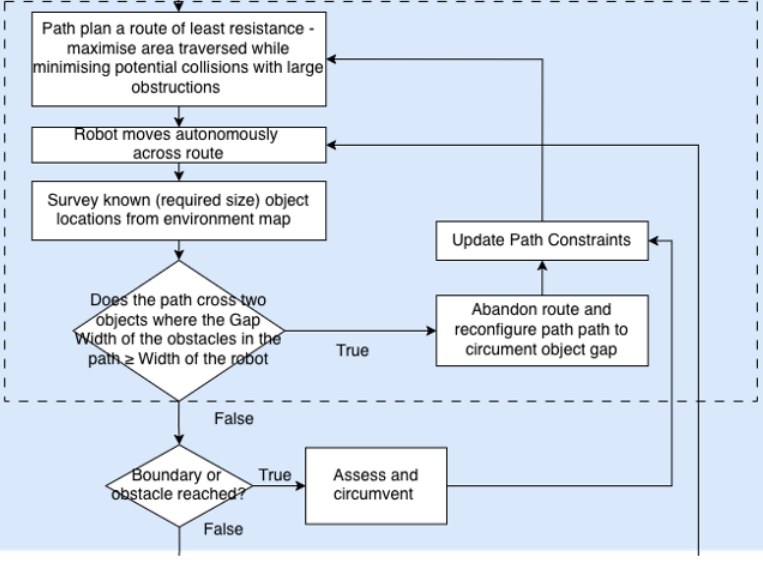 Path plan a route of least resistance -
maximise area traversed while
minimising potential collisions with large
obstructions
Robot moves autonomously
across route
Survey known (required size) object
locations from environment map
Update Path Constraints
Does the path cross two
objects where the Gap
Width of the obstacles in the
path ≥ Width of the robot
True
Abandon route and
reconfigure path path to
circument object gap
False
Boundary or
obstacle reached?
True
Assess and
circumvent
False